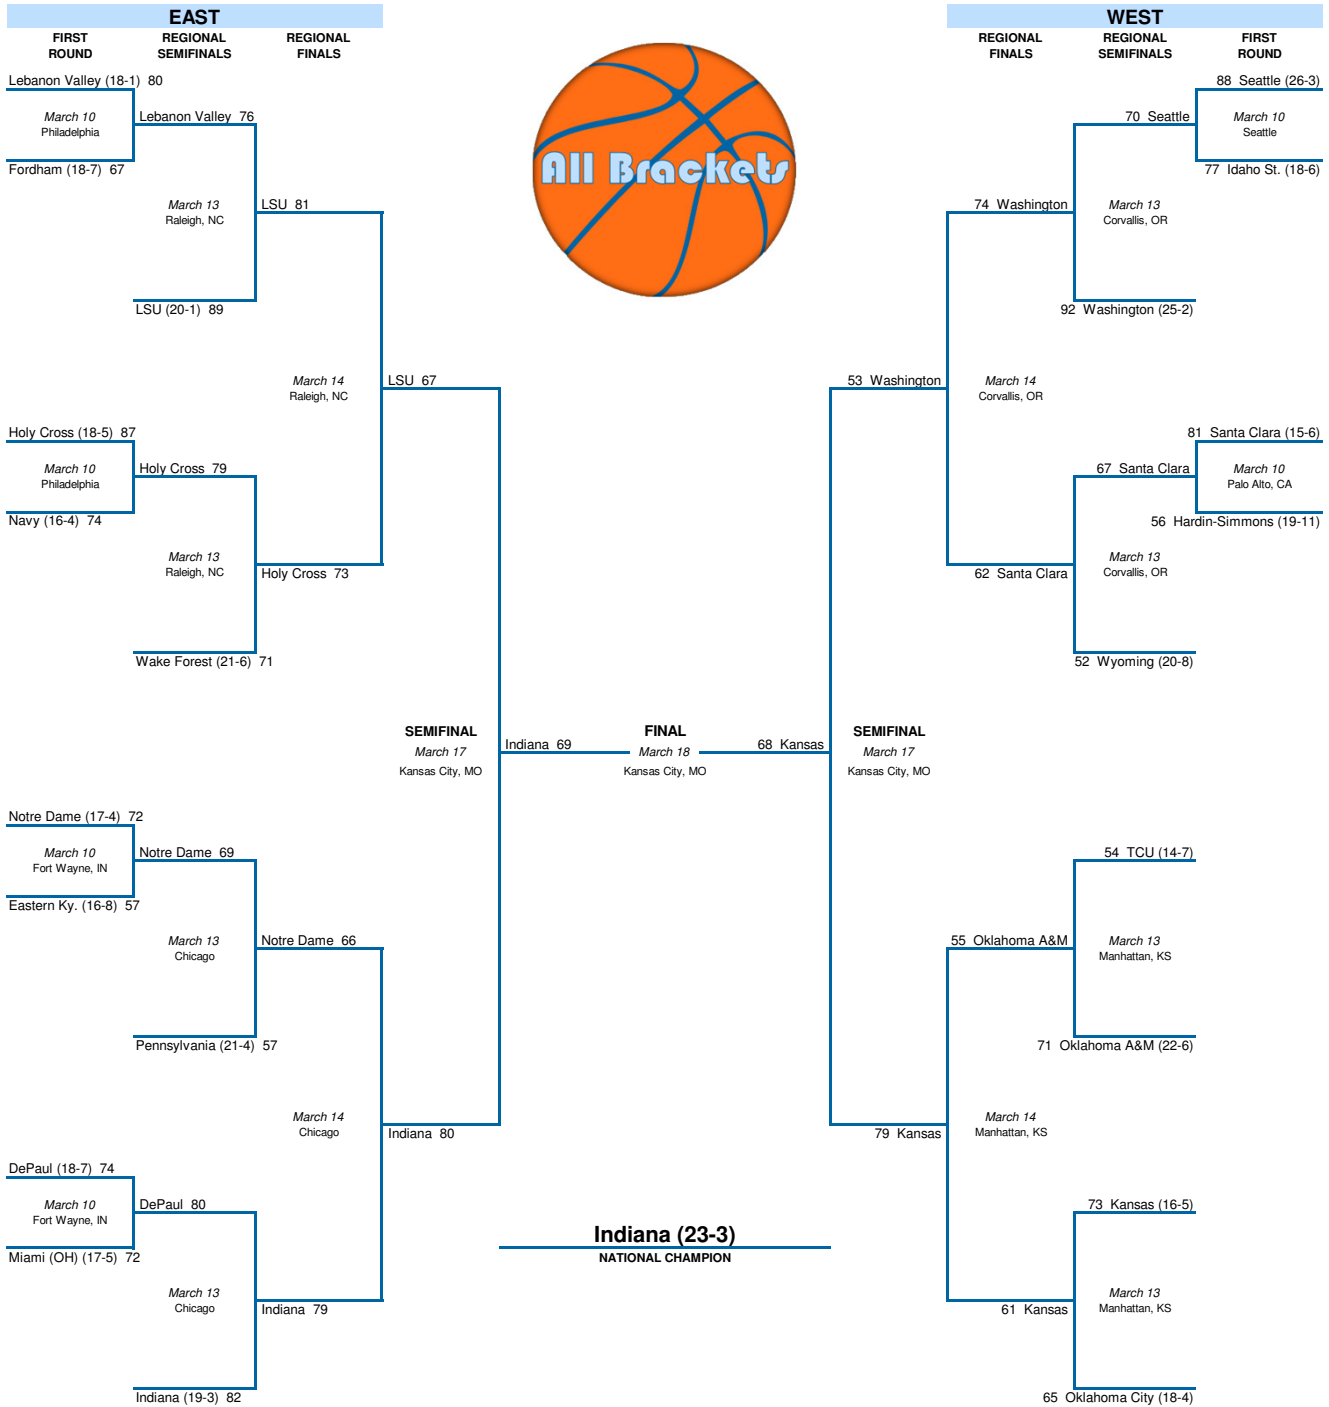 EAST
WEST
FIRST ROUND
REGIONAL SEMIFINALS
REGIONAL FINALS
REGIONAL FINALS
REGIONAL SEMIFINALS
FIRST ROUND
All Brackets
Lebanon Valley (18-1) 80
March 10
Philadelphia
Fordham (18-7) 67
Lebanon Valley 76
March 13
Raleigh, NC
LSU (20-1) 89
LSU 81
March 14
Raleigh, NC
LSU 67
Holy Cross (18-5) 87
March 10
Philadelphia
Navy (16-4) 74
Holy Cross 79
March 13
Raleigh, NC
Holy Cross 73
Wake Forest (21-6) 71
SEMIFINAL
March 17
Kansas City, MO
Indiana 69
FINAL
March 18
Kansas City, MO
68 Kansas
SEMIFINAL
March 17
Kansas City, MO
Notre Dame (17-4) 72
March 10
Fort Wayne, IN
Eastern Ky. (16-8) 57
Notre Dame 69
March 13
Chicago
Notre Dame 66
Pennsylvania (21-4) 57
March 14
Chicago
Indiana 80
DePaul (18-7) 74
March 10
Fort Wayne, IN
Miami (OH) (17-5) 72
DePaul 80
March 13
Chicago
Indiana 79
Indiana (19-3) 82
Indiana (23-3)
NATIONAL CHAMPION
88 Seattle (26-3)
March 10
Seattle
77 Idaho St. (18-6)
70 Seattle
March 13
Corvallis, OR
74 Washington
92 Washington (25-2)
53 Washington
March 14
Corvallis, OR
81 Santa Clara (15-6)
March 10
Palo Alto, CA
56 Hardin-Simmons (19-11)
67 Santa Clara
March 13
Corvallis, OR
62 Santa Clara
52 Wyoming (20-8)
54 TCU (14-7)
March 13
Manhattan, KS
55 Oklahoma A&M
71 Oklahoma A&M (22-6)
March 14
Manhattan, KS
79 Kansas
73 Kansas (16-5)
March 13
Manhattan, KS
61 Kansas
65 Oklahoma City (18-4)